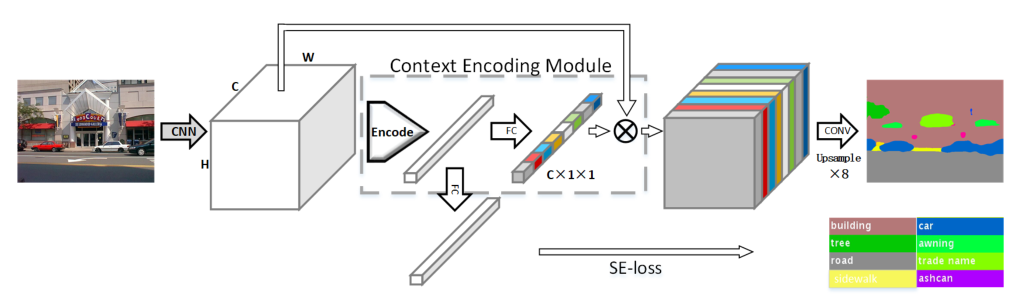 W
Context Encoding Module
C
CNN
Encode
FC
CONV
H
C×1×1
Upsample
×8
FC
SE-loss
building
car
tree
awning
road
trade name
sidewalk
ashcan